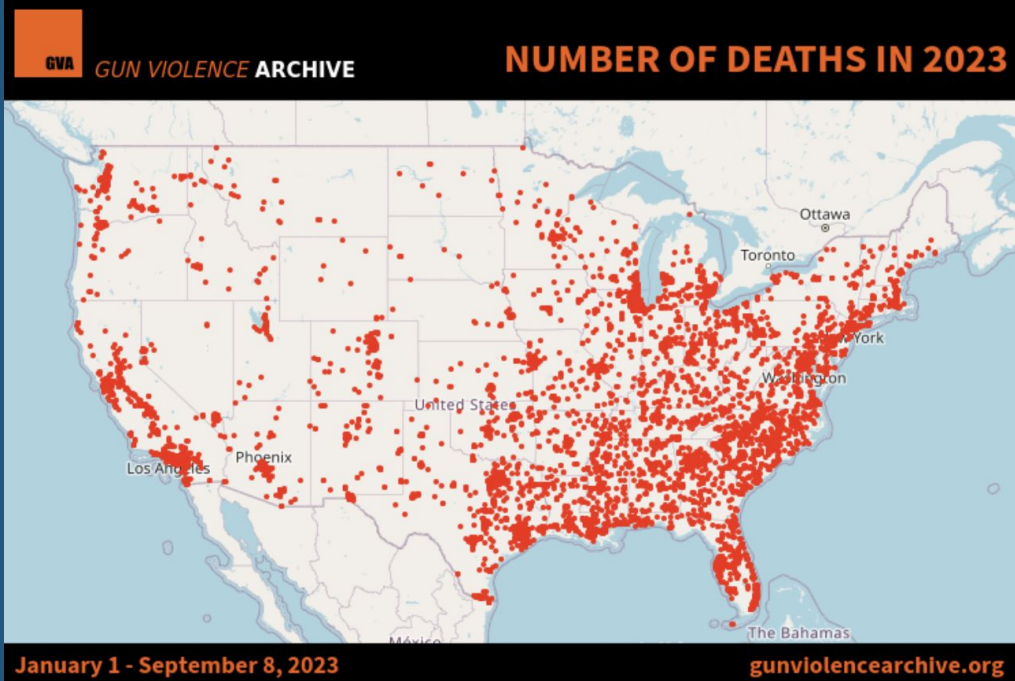 GVA
GUN VIOLENCE ARCHIVE
NUMBER OF DEATHS IN 2023
Ottawa
Toronto
York
Washington
United States
Phoenix
Los Angeles
The Bahamas
México
January 1 - September 8, 2023
gunviolencearchive.org